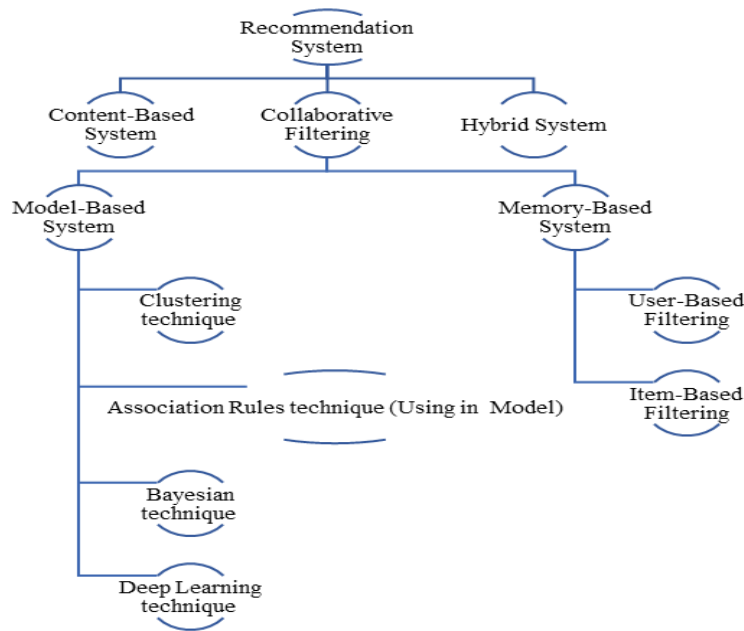 Recommendation
System
Content-Based
System
Collaborative
Filtering
Hybrid System
Model-Based
System
Memory-Based
System
Clustering
technique
User-Based
Filtering
Association Rules technique (Using in Model)
Item-Based
Filtering
Bayesian
technique
Deep Learning
technique